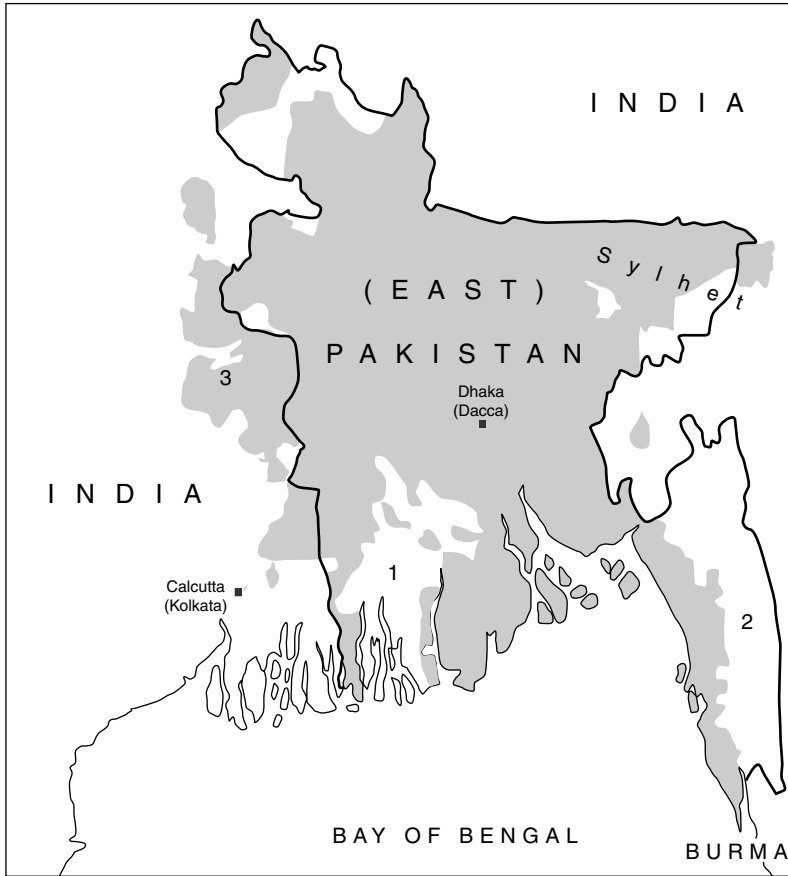 INDIA
Sylhet
(EAST)
PAKISTAN
3
Dhaka
(Dacca)
INDIA
1
Calcutta
(Kolkata)
2
BAY OF BENGAL
BURMA